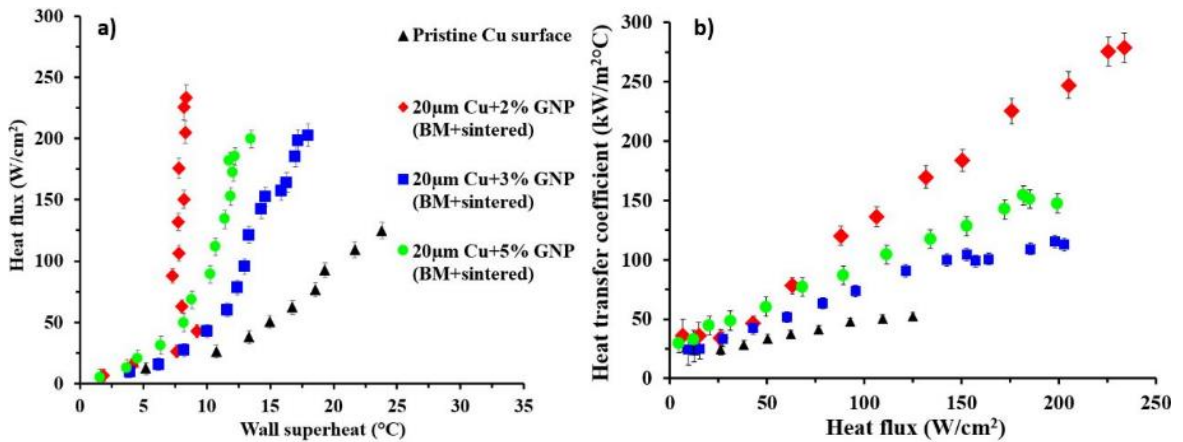 a)
300
250
200
150
100
50
0
Heat flux (W/cm²)
0 5 10 15 20 25 30 35
Wall superheat (°C)
Pristine Cu surface
20μm Cu+2% GNP
(BM+sintered)
20μm Cu+3% GNP
(BM+sintered)
20μm Cu+5% GNP
(BM+sintered)
b)
300
250
200
150
100
50
0
Heat transfer coefficient (kW/m²°C)
0 50 100 150 200 250
Heat flux (W/cm²)